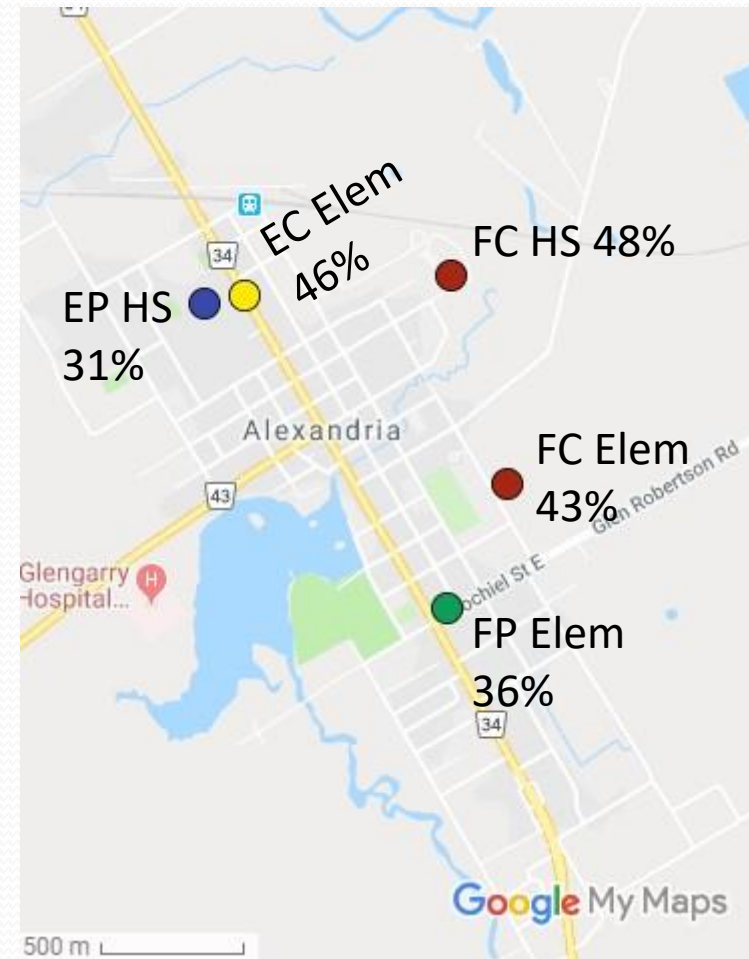 34
EC Elem
46%
FC HS 48%
EP HS
31%
Alexandria
43
FC Elem
43%
Glen Robertson Rd
Glengarry
Hospital...
H
ochiel St E
FP Elem
36%
34
Google My Maps
500 m